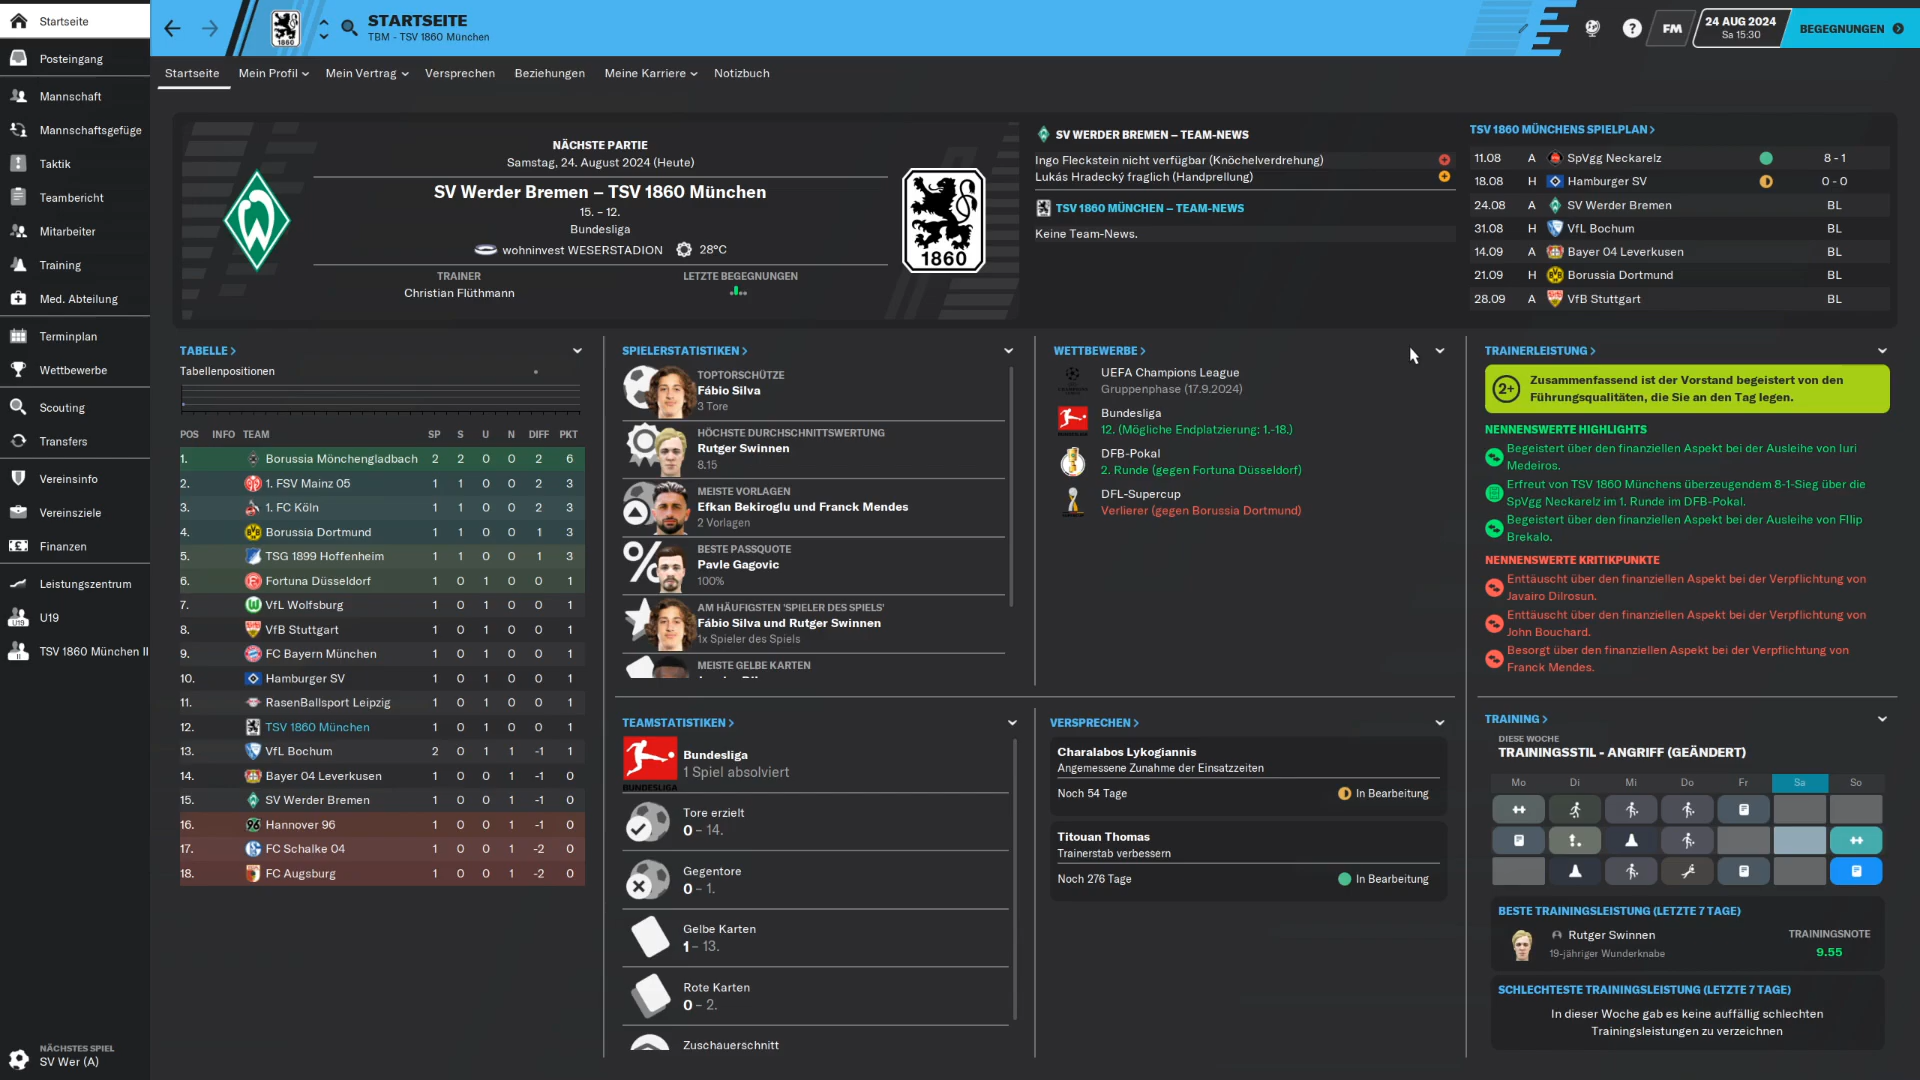 Startseite
Posteingang
Mannschaft
Mannschaftsgefüge
Taktik
Teambericht
Mitarbeiter
Training
Med. Abteilung
Terminplan
Wettbewerbe
Scouting
Transfers
Vereinsinfo
Vereinsziele
Finanzen
Leistungszentrum
U19
TSV 1860 München II
NÄCHSTES SPIEL
SV Wer (A)
STARTSEITE
TBM - TSV 1860 München
FM
24 AUG 2024
Sa 15:30
BEGEGNUNGEN
Startseite Mein Profil Mein Vertrag Versprechen Beziehungen Meine Karriere Notizbuch
NÄCHSTE PARTIE
Samstag, 24. August 2024 (Heute)
SV Werder Bremen – TSV 1860 München
15. – 12.
Bundesliga
wohninvest WESERSTADION 28°C
TRAINER
Christian Flüthmann
LETZTE BEGEGNUNGEN
1860
SV WERDER BREMEN – TEAM-NEWS
Ingo Fleckstein nicht verfügbar (Knöchelverdrehung)
Lukás Hradecký fraglich (Handprellung)
TSV 1860 MÜNCHEN – TEAM-NEWS
Keine Team-News.
TSV 1860 MÜNCHENS SPIELPLAN >
11.08 A SpVgg Neckarelz 8 - 1
18.08 H Hamburger SV 0 - 0
24.08 A SV Werder Bremen BL
31.08 H VfL Bochum BL
14.09 A Bayer 04 Leverkusen BL
21.09 H Borussia Dortmund BL
28.09 A VfB Stuttgart BL
TABELLE >
Tabellenpositionen
POS INFO TEAM SP S U N DIFF PKT
1. Borussia Mönchengladbach 2 2 0 0 2 6
2. 1. FSV Mainz 05 1 1 0 0 2 3
3. 1. FC Köln 1 1 0 0 2 3
4. Borussia Dortmund 1 1 0 0 1 3
5. TSG 1899 Hoffenheim 1 1 0 0 1 3
6. Fortuna Düsseldorf 1 0 1 0 0 1
7. VfL Wolfsburg 1 0 1 0 0 1
8. VfB Stuttgart 1 0 1 0 0 1
9. FC Bayern München 1 0 1 0 0 1
10. Hamburger SV 1 0 1 0 0 1
11. RasenBallsport Leipzig 1 0 1 0 0 1
12. TSV 1860 München 1 0 1 0 0 1
13. VfL Bochum 2 0 1 1 -1 1
14. Bayer 04 Leverkusen 1 0 0 1 -1 0
15. SV Werder Bremen 1 0 0 1 -1 0
16. Hannover 96 1 0 0 1 -1 0
17. FC Schalke 04 1 0 0 1 -2 0
18. FC Augsburg 1 0 0 1 -2 0
SPIELERSTATISTIKEN >
TOPTORSCHÜTZE
Fábio Silva
3 Tore
HÖCHSTE DURCHSCHNITTSWERTUNG
Rutger Swinnen
8.15
MEISTE VORLAGEN
Efkan Bekiroglu und Franck Mendes
2 Vorlagen
BESTE PASSQUOTE
Pavle Gagovic
100%
AM HÄUFIGSTEN 'SPIELER DES SPIELS'
Fábio Silva und Rutger Swinnen
1x Spieler des Spiels
MEISTE GELBE KARTEN
TEAMSTATISTIKEN >
Bundesliga
1 Spiel absolviert
BUNDESLIGA
Tore erzielt
0 – 14.
Gegentore
0 – 1.
Gelbe Karten
1 – 13.
Rote Karten
0 – 2.
Zuschauerschnitt
WETTBEWERBE >
UEFA Champions League
Gruppenphase (17.9.2024)
Bundesliga
12. (Mögliche Endplatzierung: 1.-18.)
DFB-Pokal
2. Runde (gegen Fortuna Düsseldorf)
DFL-Supercup
Verlierer (gegen Borussia Dortmund)
VERSPRECHEN >
Charalabos Lykogiannis
Angemessene Zunahme der Einsatzzeiten
Noch 54 Tage In Bearbeitung
Titouan Thomas
Trainerstab verbessern
Noch 276 Tage In Bearbeitung
TRAINERLEISTUNG >
2+
Zusammenfassend ist der Vorstand begeistert von den
Führungsqualitäten, die Sie an den Tag legen.
NENNENSWERTE HIGHLIGHTS
Begeistert über den finanziellen Aspekt bei der Ausleihe von Iuri
Medeiros.
Erfreut von TSV 1860 Münchens überzeugendem 8-1-Sieg über die
SpVgg Neckarelz im 1. Runde im DFB-Pokal.
Begeistert über den finanziellen Aspekt bei der Ausleihe von FIlip
Brekalo.
NENNENSWERTE KRITIKPUNKTE
Enttäuscht über den finanziellen Aspekt bei der Verpflichtung von
Javairo Dilrosun.
Enttäuscht über den finanziellen Aspekt bei der Verpflichtung von
John Bouchard.
Besorgt über den finanziellen Aspekt bei der Verpflichtung von
Franck Mendes.
TRAINING >
DIESE WOCHE
TRAININGSSTIL - ANGRIFF (GEÄNDERT)
Mo Di Mi Do Fr Sa So
BESTE TRAININGSLEISTUNG (LETZTE 7 TAGE)
Rutger Swinnen
19-jähriger Wunderknabe
TRAININGSNOTE
9.55
SCHLECHTESTE TRAININGSLEISTUNG (LETZTE 7 TAGE)
In dieser Woche gab es keine auffällig schlechten
Trainingsleistungen zu verzeichnen